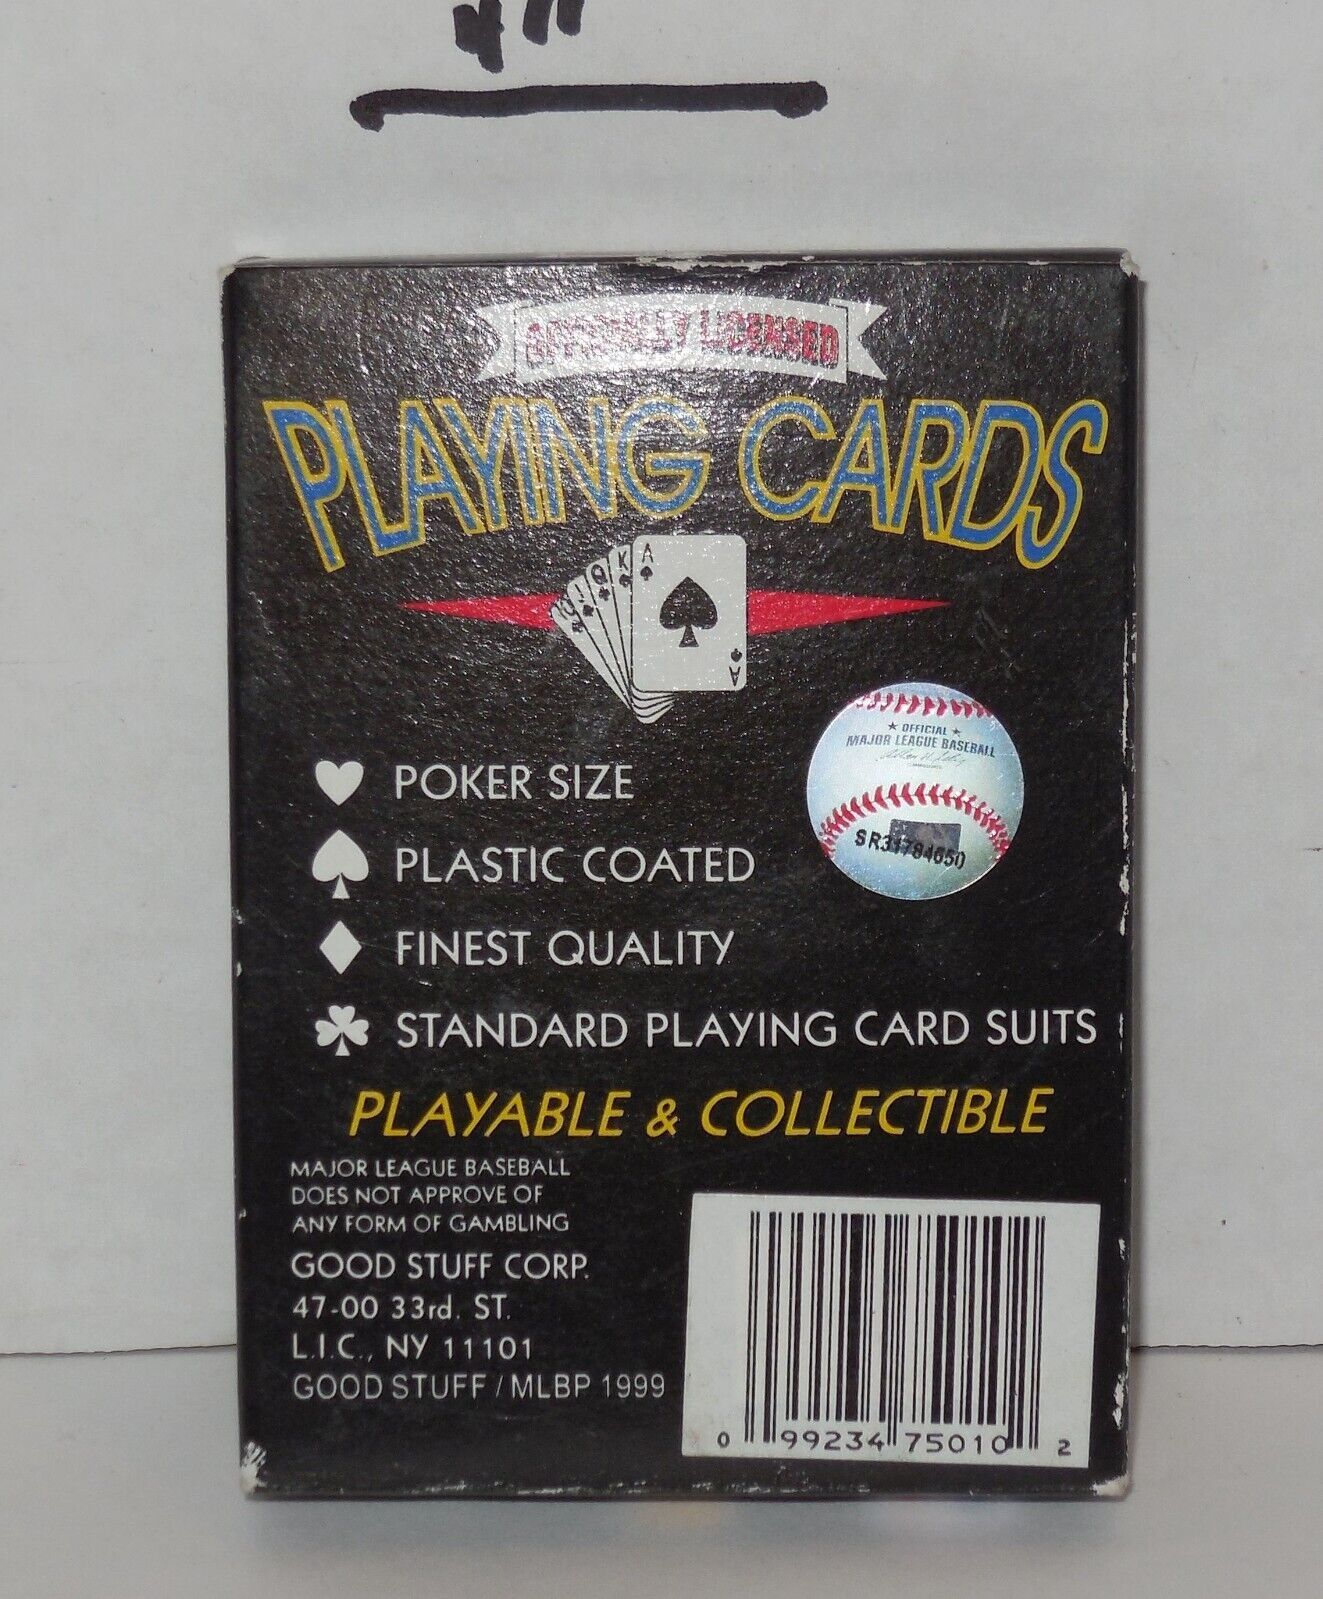 4"
OFFICIALLY LICENSED
PLAYING CARDS
10 J Q K A
A
★ OFFICIAL ★
MAJOR LEAGUE BASEBALL
POKER SIZE
PLASTIC COATED
SR31784650
FINEST QUALITY
STANDARD PLAYING CARD SUITS
PLAYABLE & COLLECTIBLE
MAJOR LEAGUE BASEBALL
DOES NOT APPROVE OF
ANY FORM OF GAMBLING
GOOD STUFF CORP.
47-00 33rd. ST.
L.I.C., NY 11101
GOOD STUFF / MLBP 1999
0 99234 75010 2